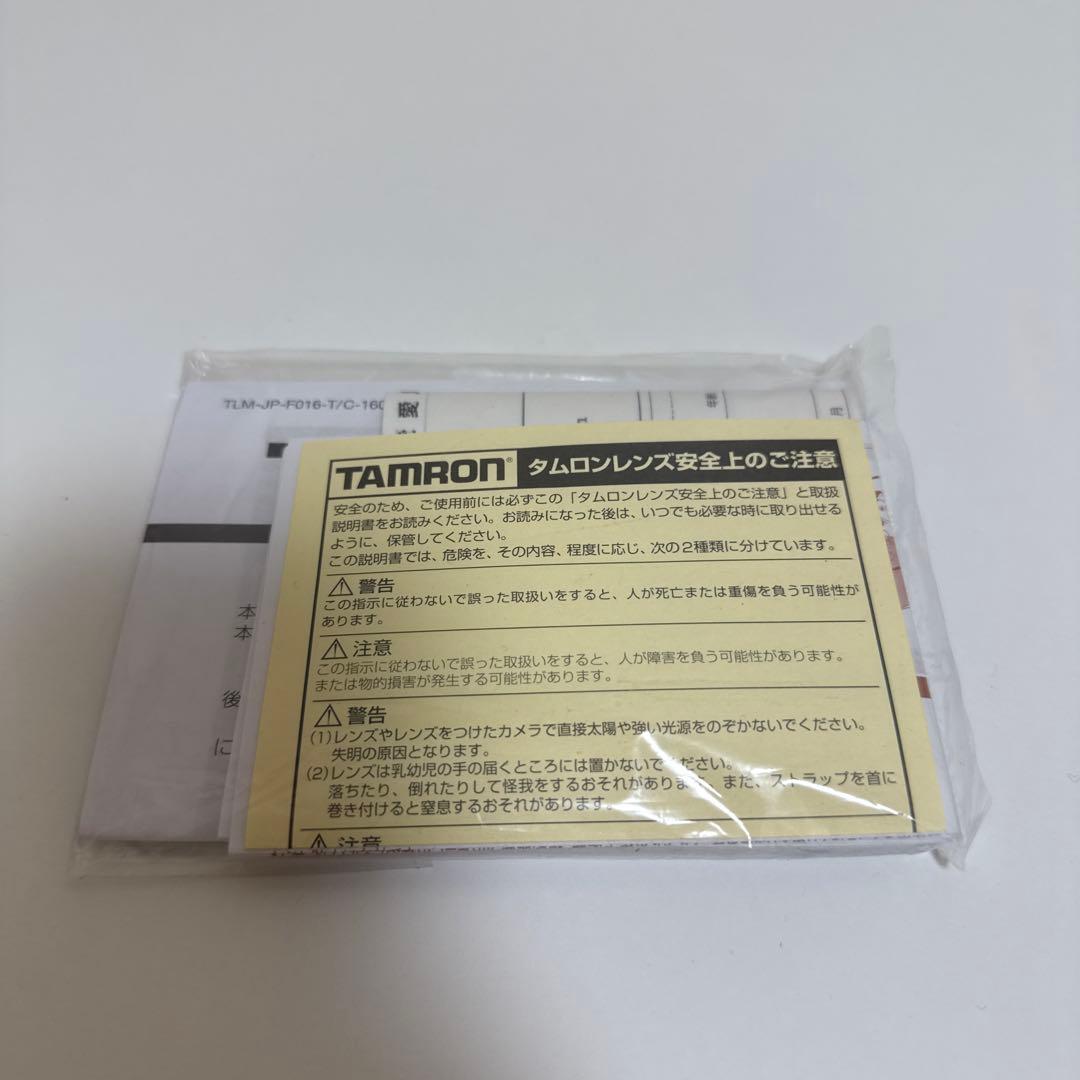 TLM-JP-F016-T/C-160
愛
年齢
月
TAMRON® タムロンレンズ安全上のご注意
安全のため、ご使用前には必ずこの「タムロンレンズ安全上のご注意」と取扱
説明書をお読みください。お読みになった後は、いつでも必要な時に取り出せる
ように、保管してください。
この説明書では、危険を、その内容、程度に応じ、次の2種類に分けています。
警告
この指示に従わないで誤った取扱いをすると、人が死亡または重傷を負う可能性が
あります。
注意
この指示に従わないで誤った取扱いをすると、人が障害を負う可能性があります。
または物的損害が発生する可能性があります。
警告
(1)レンズやレンズをつけたカメラで直接太陽や強い光源をのぞかないでください。
失明の原因となります。
(2)レンズは乳幼児の手の届くところには置かないでください。
落ちたり、倒れたりして怪我をするおそれがあります。また、ストラップを首に
巻き付けると窒息するおそれがあります。
注意
本
本
後
に